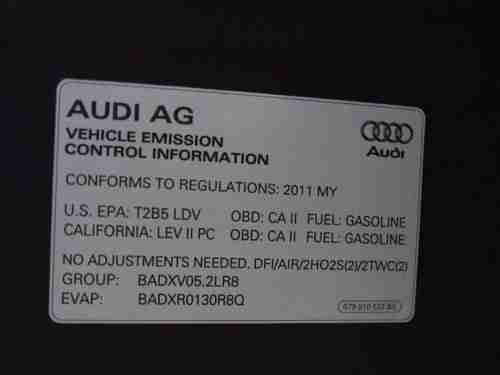 AUDI AG
VEHICLE EMISSION
CONTROL INFORMATION
Audi
CONFORMS TO REGULATIONS: 2011 MY
U.S. EPA: T2B5 LDV OBD: CA II FUEL: GASOLINE
CALIFORNIA: LEV II PC OBD: CA II FUEL: GASOLINE
NO ADJUSTMENTS NEEDED. DFI/AIR/2HO2S(2)/2TWC(2)
GROUP: BADXV05.2LR8
EVAP: BADXR0130R8Q